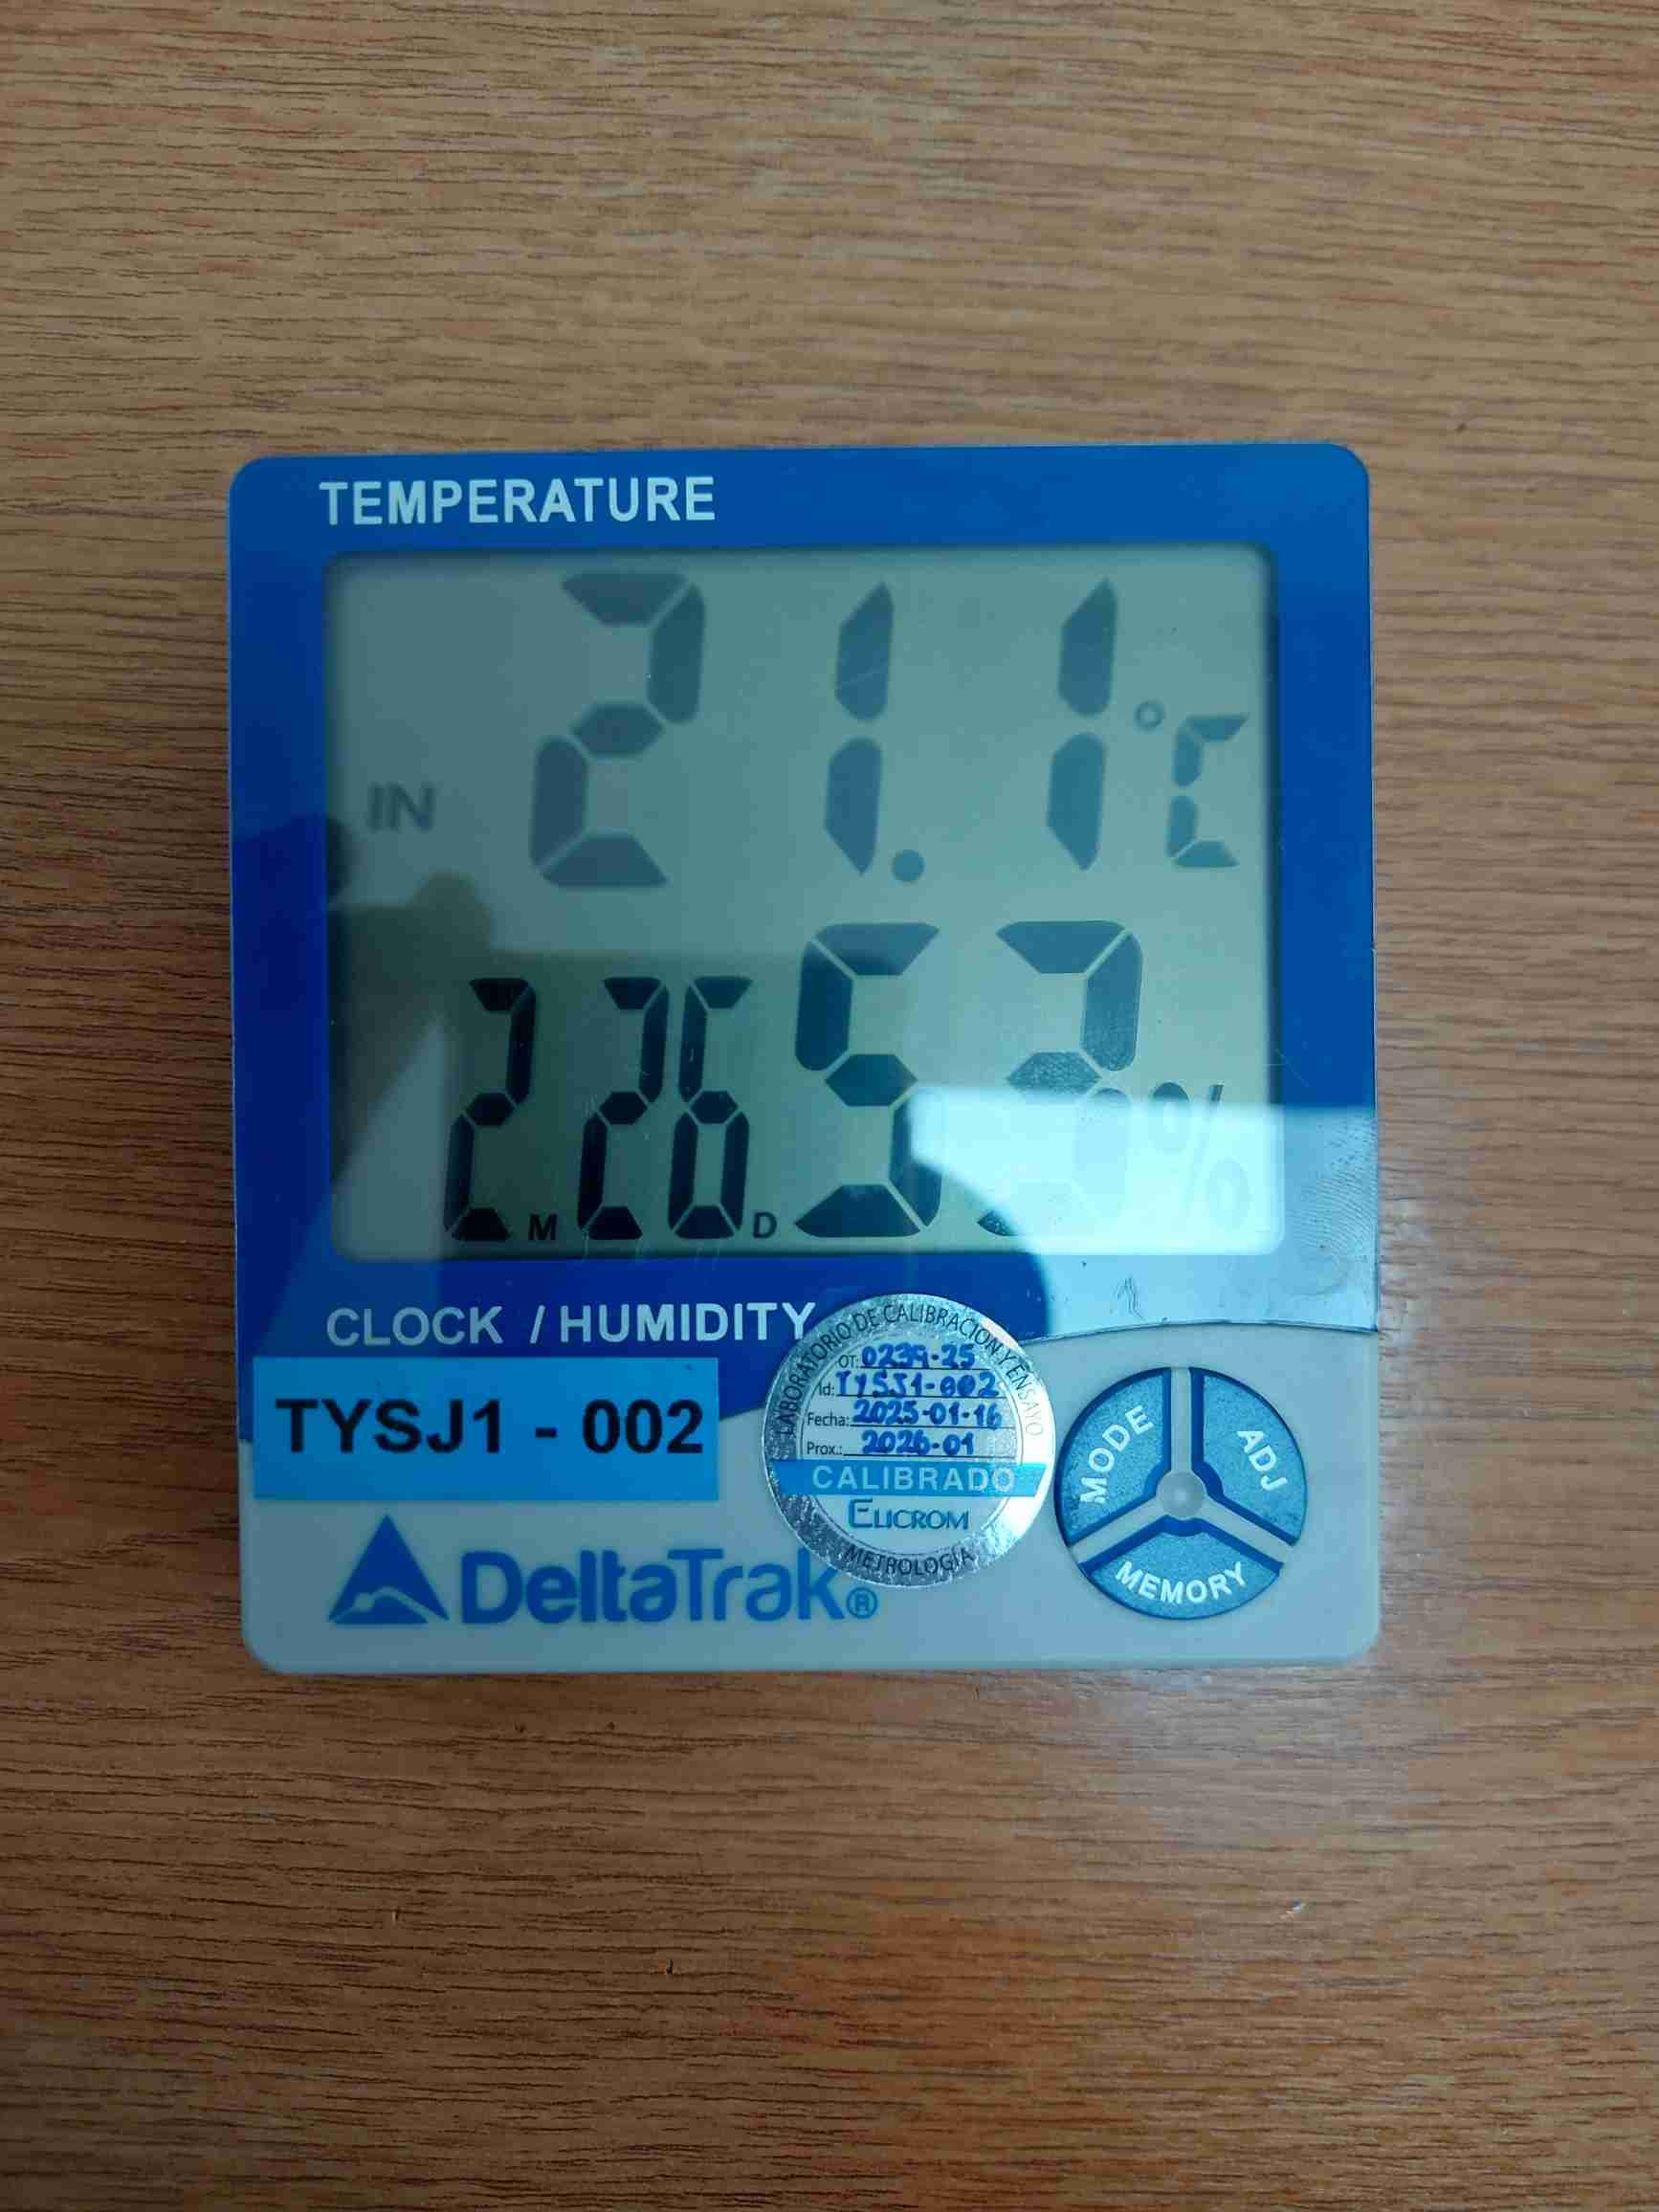 TEMPERATURE
IN 21.1 °C
2 M 26 D 53 %
CLOCK / HUMIDITY
LABORATORIO DE CALIBRACION Y ENSAYO
OT: 0239-25
Id: TYSJ1-002
Fecha: 2025-01-16
Prox.: 2026-01
CALIBRADO
ELICROM
METROLOGÍA
TYSJ1 - 002
MODE
ADJ
MEMORY
DeltaTrak®